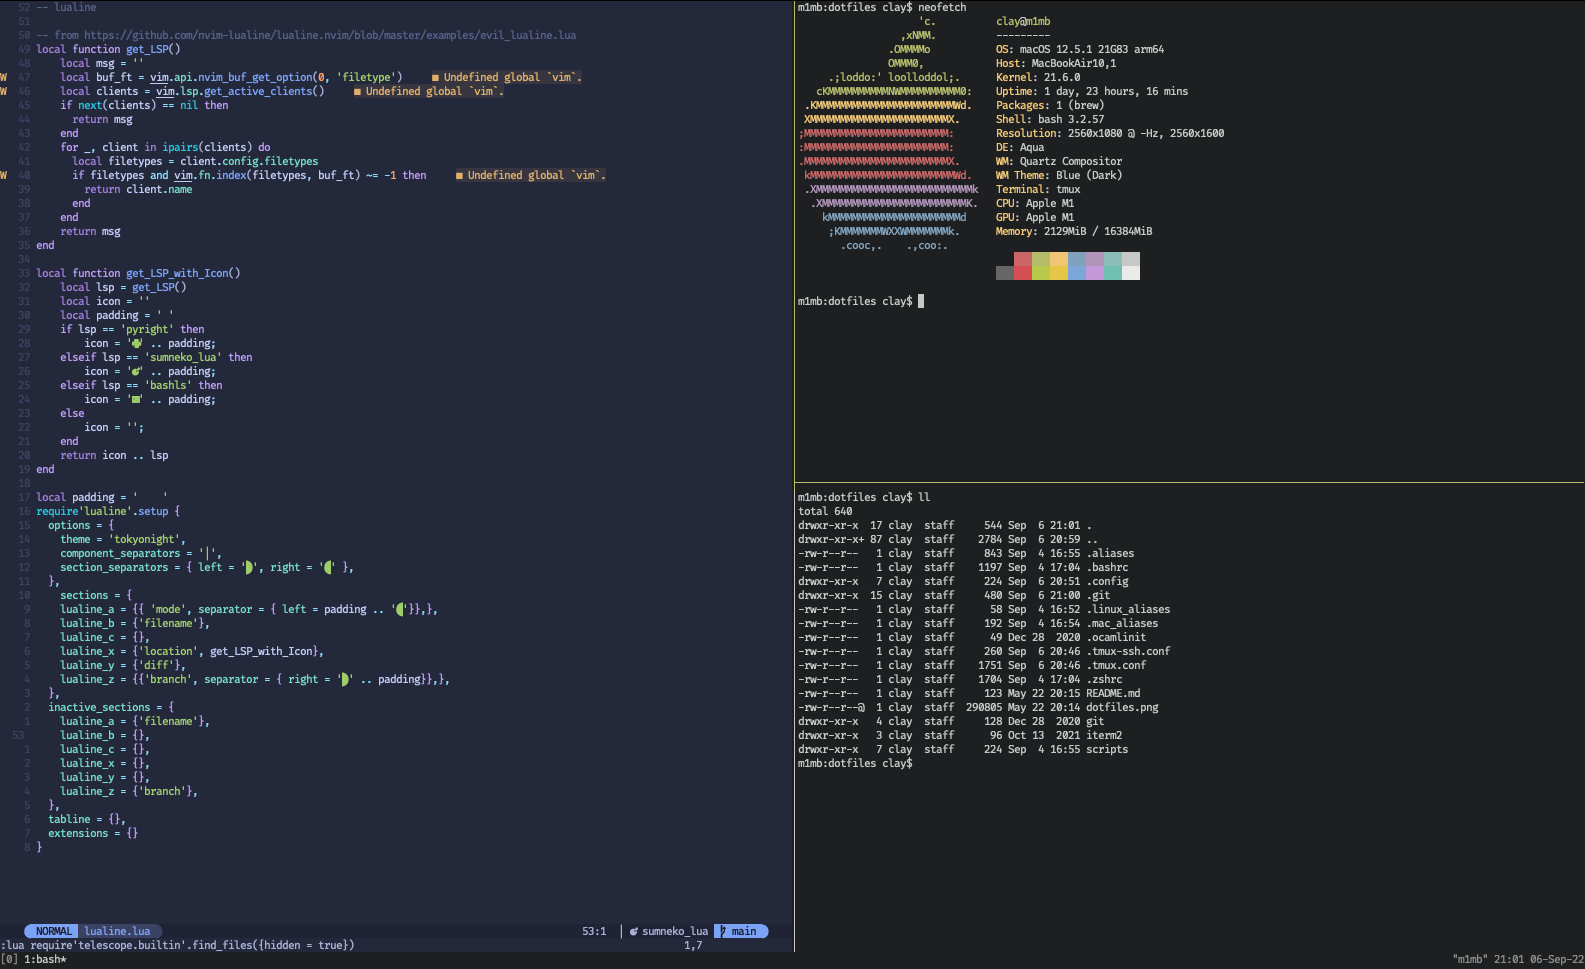 52 -- lualine
51
50 -- from https://github.com/nvim-lualine/lualine.nvim/blob/master/examples/evil_lualine.lua
49 local function get_LSP()
48     local msg = ''
W 47     local buf_ft = vim.api.nvim_buf_get_option(0, 'filetype')     ■ Undefined global `vim`.
W 46     local clients = vim.lsp.get_active_clients()     ■ Undefined global `vim`.
45     if next(clients) == nil then
44       return msg
43     end
42     for _, client in ipairs(clients) do
41       local filetypes = client.config.filetypes
W 40       if filetypes and vim.fn.index(filetypes, buf_ft) ~= -1 then     ■ Undefined global `vim`.
39         return client.name
38       end
37     end
36     return msg
35 end
34
33 local function get_LSP_with_Icon()
32     local lsp = get_LSP()
31     local icon = ''
30     local padding = ' '
29     if lsp == 'pyright' then
28         icon = '' .. padding;
27     elseif lsp == 'sumneko_lua' then
26         icon = '' .. padding;
25     elseif lsp == 'bashls' then
24         icon = '' .. padding;
23     else
22         icon = '';
21     end
20     return icon .. lsp
19 end
18
17 local padding = '    '
16 require'lualine'.setup {
15   options = {
14     theme = 'tokyonight',
13     component_separators = '|',
12     section_separators = { left = '', right = '' },
11   },
10     sections = {
9     lualine_a = {{ 'mode', separator = { left = padding .. ''}},},
8     lualine_b = {'filename'},
7     lualine_c = {},
6     lualine_x = {'location', get_LSP_with_Icon},
5     lualine_y = {'diff'},
4     lualine_z = {{'branch', separator = { right = '' .. padding}},},
3   },
2   inactive_sections = {
1     lualine_a = {'filename'},
53     lualine_b = {},
1     lualine_c = {},
2     lualine_x = {},
3     lualine_y = {},
4     lualine_z = {'branch'},
5   },
6   tabline = {},
7   extensions = {}
8 }
NORMAL lualine.lua 53:1 | sumneko_lua main
:lua require'telescope.builtin'.find_files({hidden = true}) 1,7
m1mb:dotfiles clay$ neofetch
'c.
,xNMM.
.OMMMMo
OMMM0,
.;loddo:' loolloddol;.
cKMMMMMMMMMMNWMMMMMMMMMM0:
.KMMMMMMMMMMMMMMMMMMMMMMMWd.
XMMMMMMMMMMMMMMMMMMMMMMMX.
;MMMMMMMMMMMMMMMMMMMMMMMM:
:MMMMMMMMMMMMMMMMMMMMMMMM:
.MMMMMMMMMMMMMMMMMMMMMMMMX.
kMMMMMMMMMMMMMMMMMMMMMMMMWd.
.XMMMMMMMMMMMMMMMMMMMMMMMMMMk
.XMMMMMMMMMMMMMMMMMMMMMMMMK.
kMMMMMMMMMMMMMMMMMMMMMMd
;KMMMMMMMWXXWMMMMMMMk.
.cooc,.    .,coo:.
clay@m1mb
---------
OS: macOS 12.5.1 21G83 arm64
Host: MacBookAir10,1
Kernel: 21.6.0
Uptime: 1 day, 23 hours, 16 mins
Packages: 1 (brew)
Shell: bash 3.2.57
Resolution: 2560x1080 @ -Hz, 2560x1600
DE: Aqua
WM: Quartz Compositor
WM Theme: Blue (Dark)
Terminal: tmux
CPU: Apple M1
GPU: Apple M1
Memory: 2129MiB / 16384MiB
m1mb:dotfiles clay$
m1mb:dotfiles clay$ ll
total 640
drwxr-xr-x  17 clay  staff     544 Sep  6 21:01 .
drwxr-xr-x+ 87 clay  staff    2784 Sep  6 20:59 ..
-rw-r--r--   1 clay  staff     843 Sep  4 16:55 .aliases
-rw-r--r--   1 clay  staff    1197 Sep  4 17:04 .bashrc
drwxr-xr-x   7 clay  staff     224 Sep  6 20:51 .config
drwxr-xr-x  15 clay  staff     480 Sep  6 21:00 .git
-rw-r--r--   1 clay  staff      58 Sep  4 16:52 .linux_aliases
-rw-r--r--   1 clay  staff     192 Sep  4 16:54 .mac_aliases
-rw-r--r--   1 clay  staff      49 Dec 28  2020 .ocamlinit
-rw-r--r--   1 clay  staff     260 Sep  6 20:46 .tmux-ssh.conf
-rw-r--r--   1 clay  staff    1751 Sep  6 20:46 .tmux.conf
-rw-r--r--   1 clay  staff    1704 Sep  4 17:04 .zshrc
-rw-r--r--   1 clay  staff     123 May 22 20:15 README.md
-rw-r--r--@  1 clay  staff  290805 May 22 20:14 dotfiles.png
drwxr-xr-x   4 clay  staff     128 Dec 28  2020 git
drwxr-xr-x   3 clay  staff      96 Oct 13  2021 iterm2
drwxr-xr-x   7 clay  staff     224 Sep  4 16:55 scripts
m1mb:dotfiles clay$
[0] 1:bash* "m1mb" 21:01 06-Sep-22